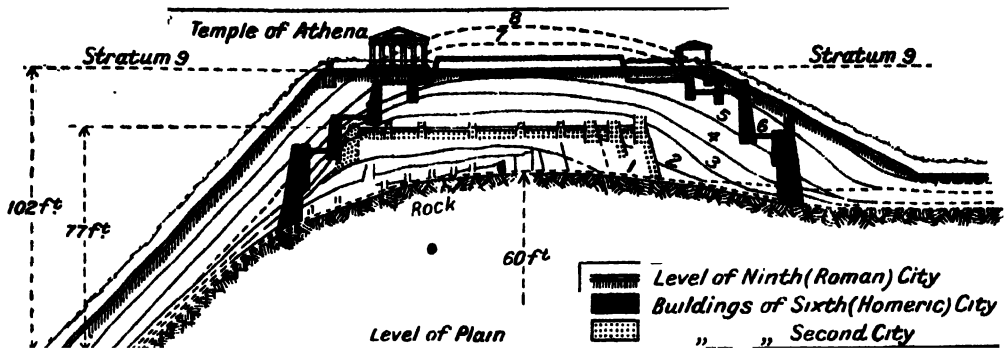 8
7
Temple of Athena
Stratum 9
Stratum 9
5
6
4
3
2
1
102ft.
77ft.
Rock
60ft
Level of Ninth (Roman) City
Buildings of Sixth (Homeric) City
„ „ Second City
Level of Plain